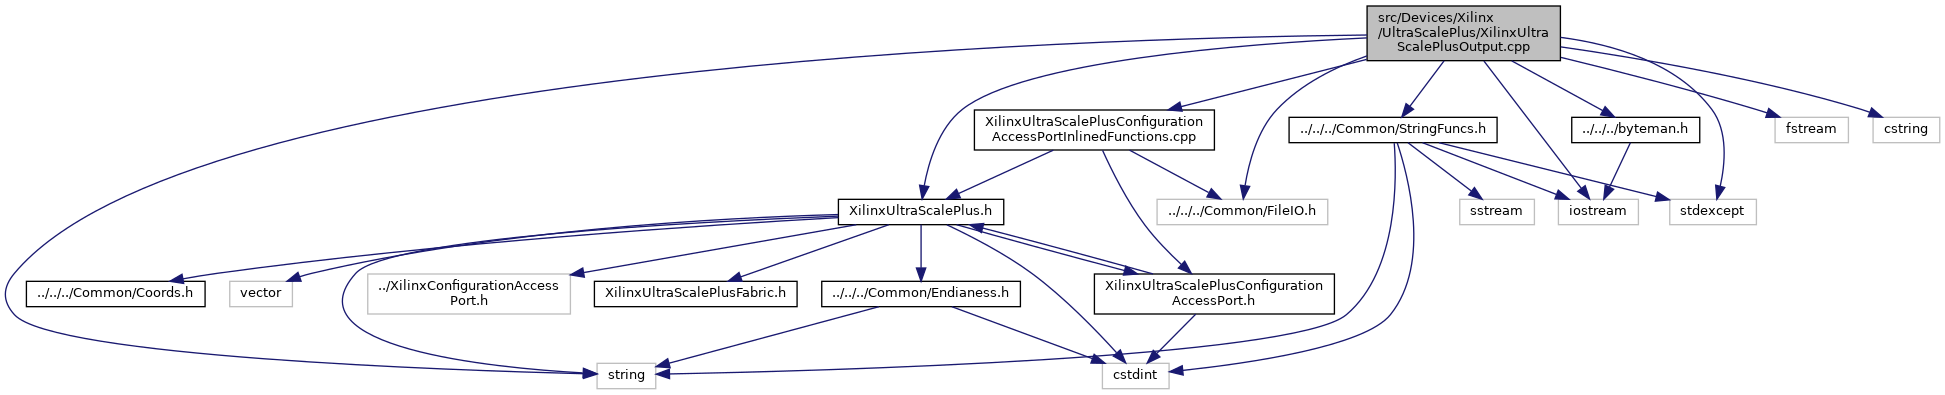 src/Devices/Xilinx
/UltraScalePlus/XilinxUltra
ScalePlusOutput.cpp
XilinxUltraScalePlusConfiguration
AccessPortInlinedFunctions.cpp
../../../Common/StringFuncs.h
../../../byteman.h
fstream
cstring
XilinxUltraScalePlus.h
../../../Common/FileIO.h
sstream
iostream
stdexcept
../../../Common/Coords.h
vector
../XilinxConfigurationAccess
Port.h
XilinxUltraScalePlusFabric.h
../../../Common/Endianess.h
XilinxUltraScalePlusConfiguration
AccessPort.h
string
cstdint